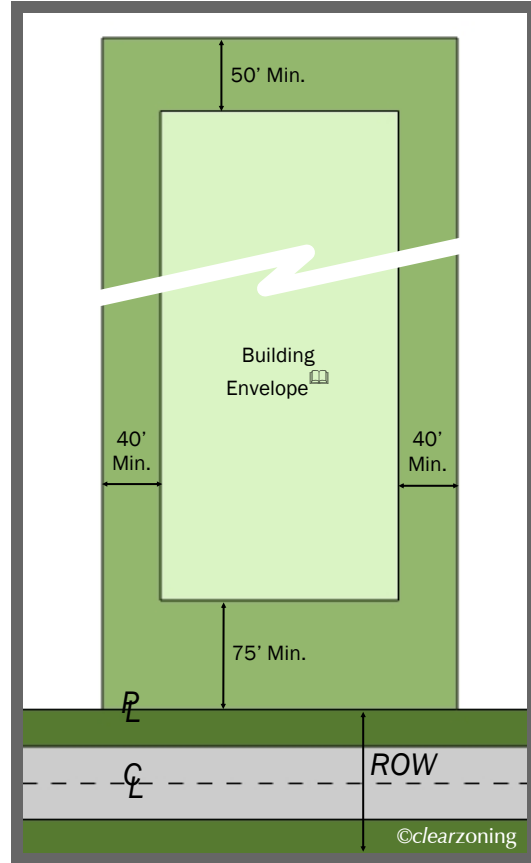 50’ Min.
Building
Envelope
40’
Min.
40’
Min.
75’ Min.
PL
CL
ROW
©clearzoning